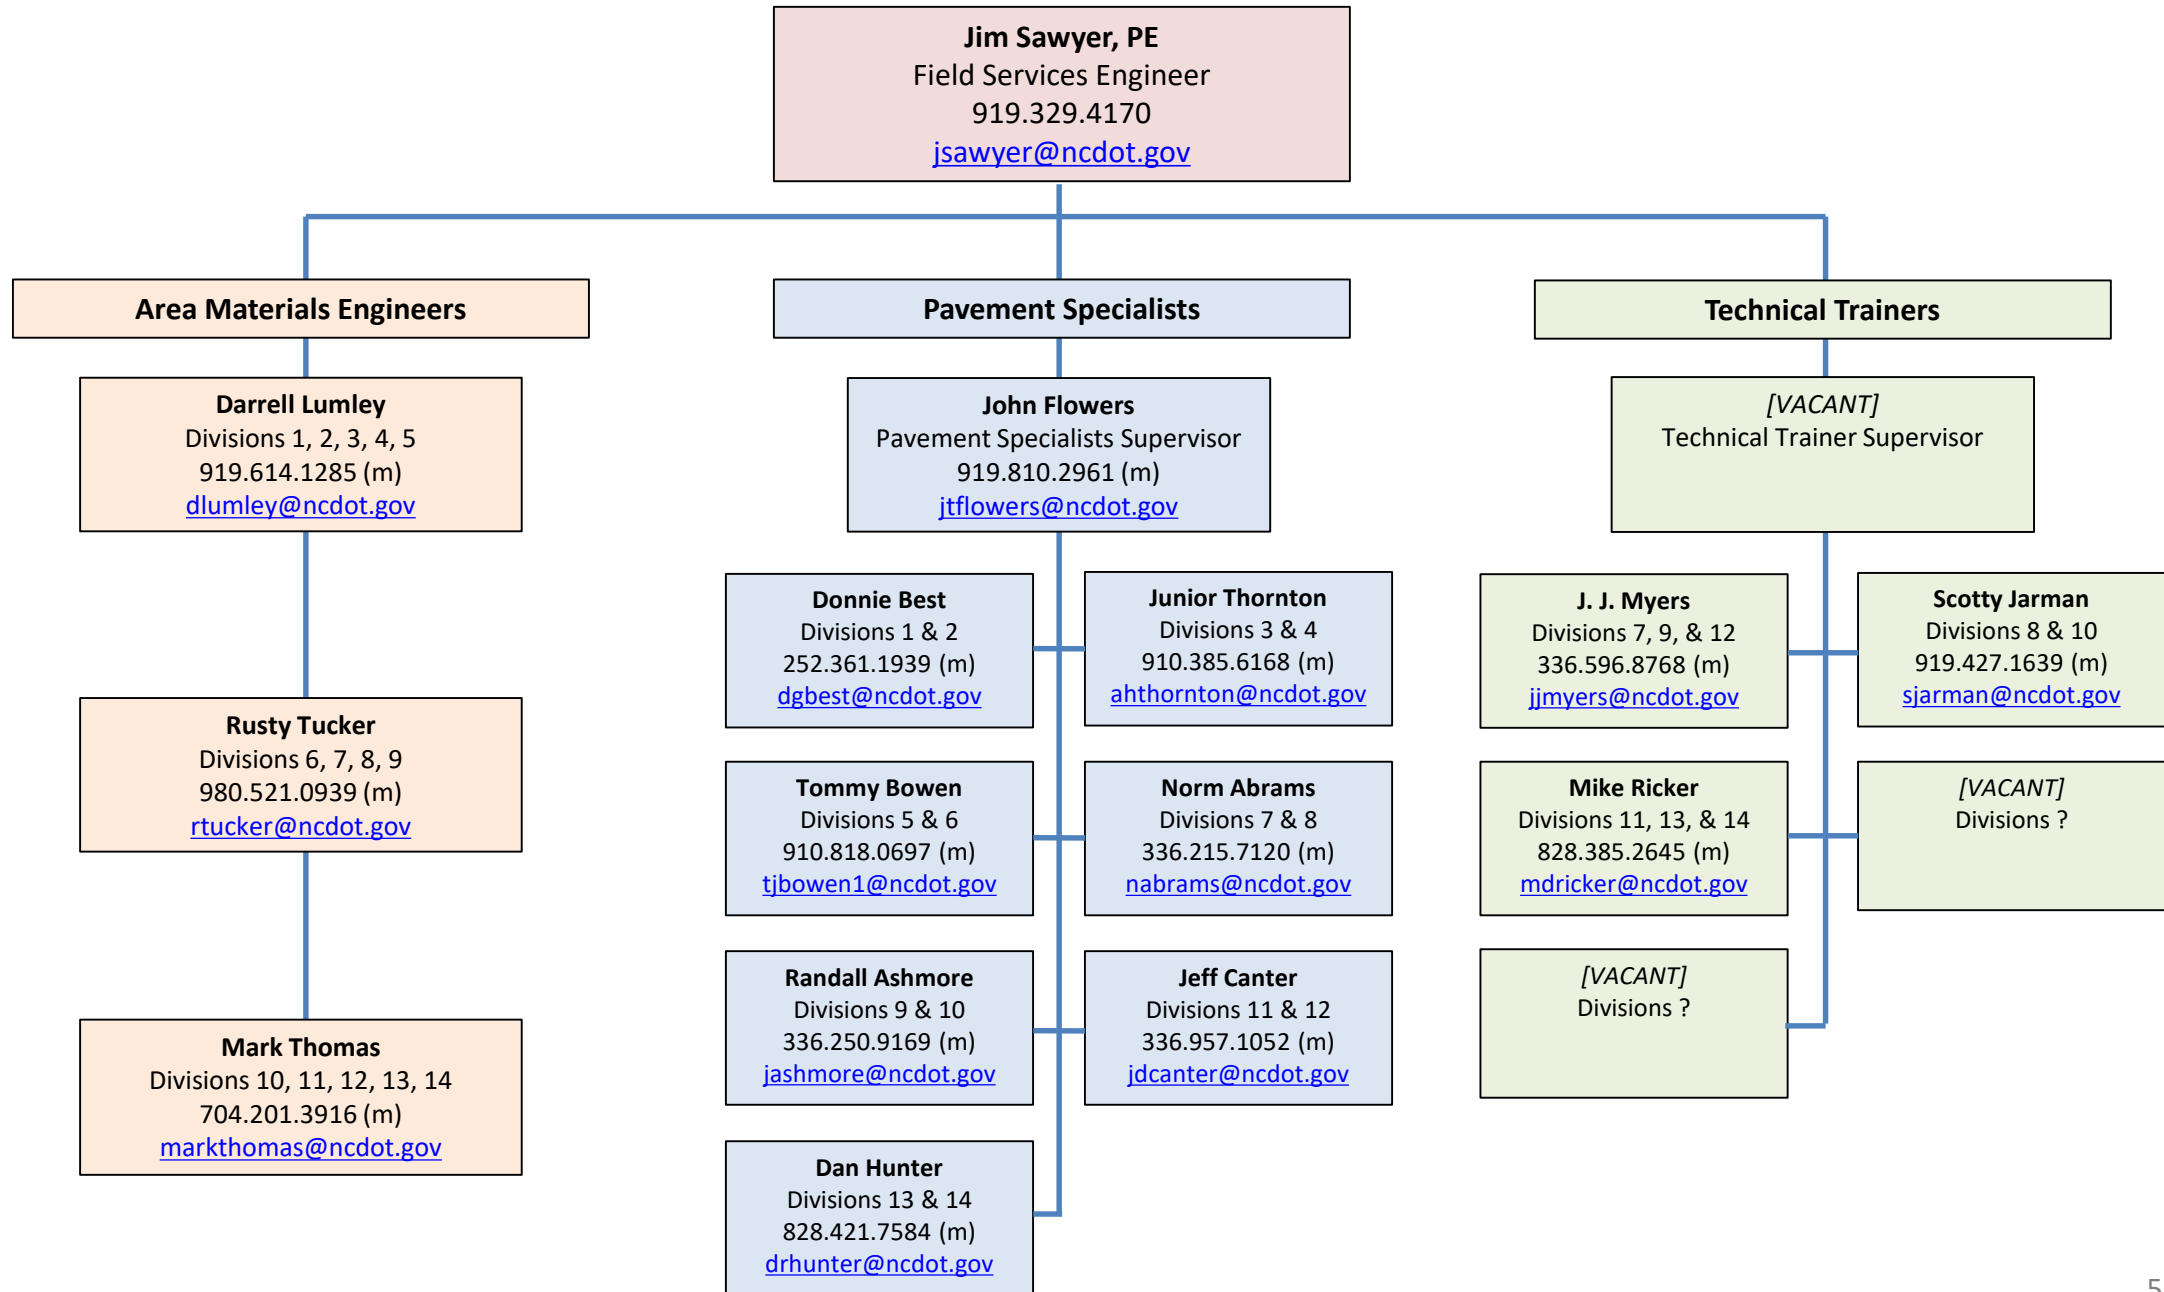 Jim Sawyer, PE
Field Services Engineer
919.329.4170
jsawyer@ncdot.gov
Area Materials Engineers
Darrell Lumley
Divisions 1, 2, 3, 4, 5
919.614.1285 (m)
dlumley@ncdot.gov
Rusty Tucker
Divisions 6, 7, 8, 9
980.521.0939 (m)
rtucker@ncdot.gov
Mark Thomas
Divisions 10, 11, 12, 13, 14
704.201.3916 (m)
markthomas@ncdot.gov
Pavement Specialists
John Flowers
Pavement Specialists Supervisor
919.810.2961 (m)
jtflowers@ncdot.gov
Donnie Best
Divisions 1 & 2
252.361.1939 (m)
dgbest@ncdot.gov
Junior Thornton
Divisions 3 & 4
910.385.6168 (m)
ahthornton@ncdot.gov
Tommy Bowen
Divisions 5 & 6
910.818.0697 (m)
tjbowen1@ncdot.gov
Norm Abrams
Divisions 7 & 8
336.215.7120 (m)
nabrams@ncdot.gov
Randall Ashmore
Divisions 9 & 10
336.250.9169 (m)
jashmore@ncdot.gov
Jeff Canter
Divisions 11 & 12
336.957.1052 (m)
jdcanter@ncdot.gov
Dan Hunter
Divisions 13 & 14
828.421.7584 (m)
drhunter@ncdot.gov
Technical Trainers
[VACANT]
Technical Trainer Supervisor
J. J. Myers
Divisions 7, 9, & 12
336.596.8768 (m)
jjmyers@ncdot.gov
Scotty Jarman
Divisions 8 & 10
919.427.1639 (m)
sjarman@ncdot.gov
Mike Ricker
Divisions 11, 13, & 14
828.385.2645 (m)
mdricker@ncdot.gov
[VACANT]
Divisions ?
[VACANT]
Divisions ?
5